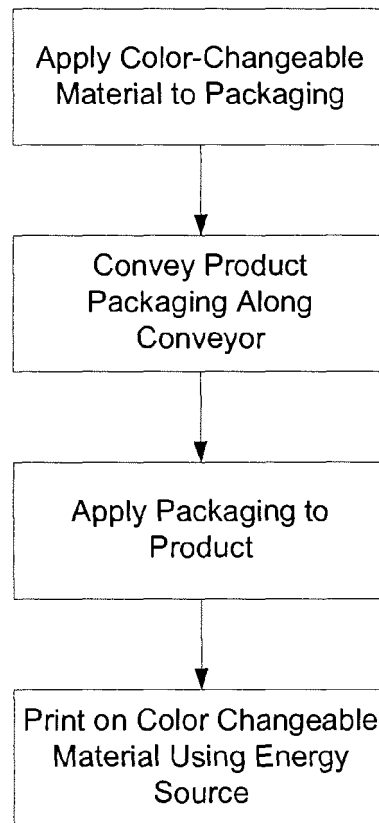 Apply Color-Changeable
Material to Packaging
Convey Product
Packaging Along
Conveyor
Apply Packaging to
Product
Print on Color Changeable
Material Using Energy
Source